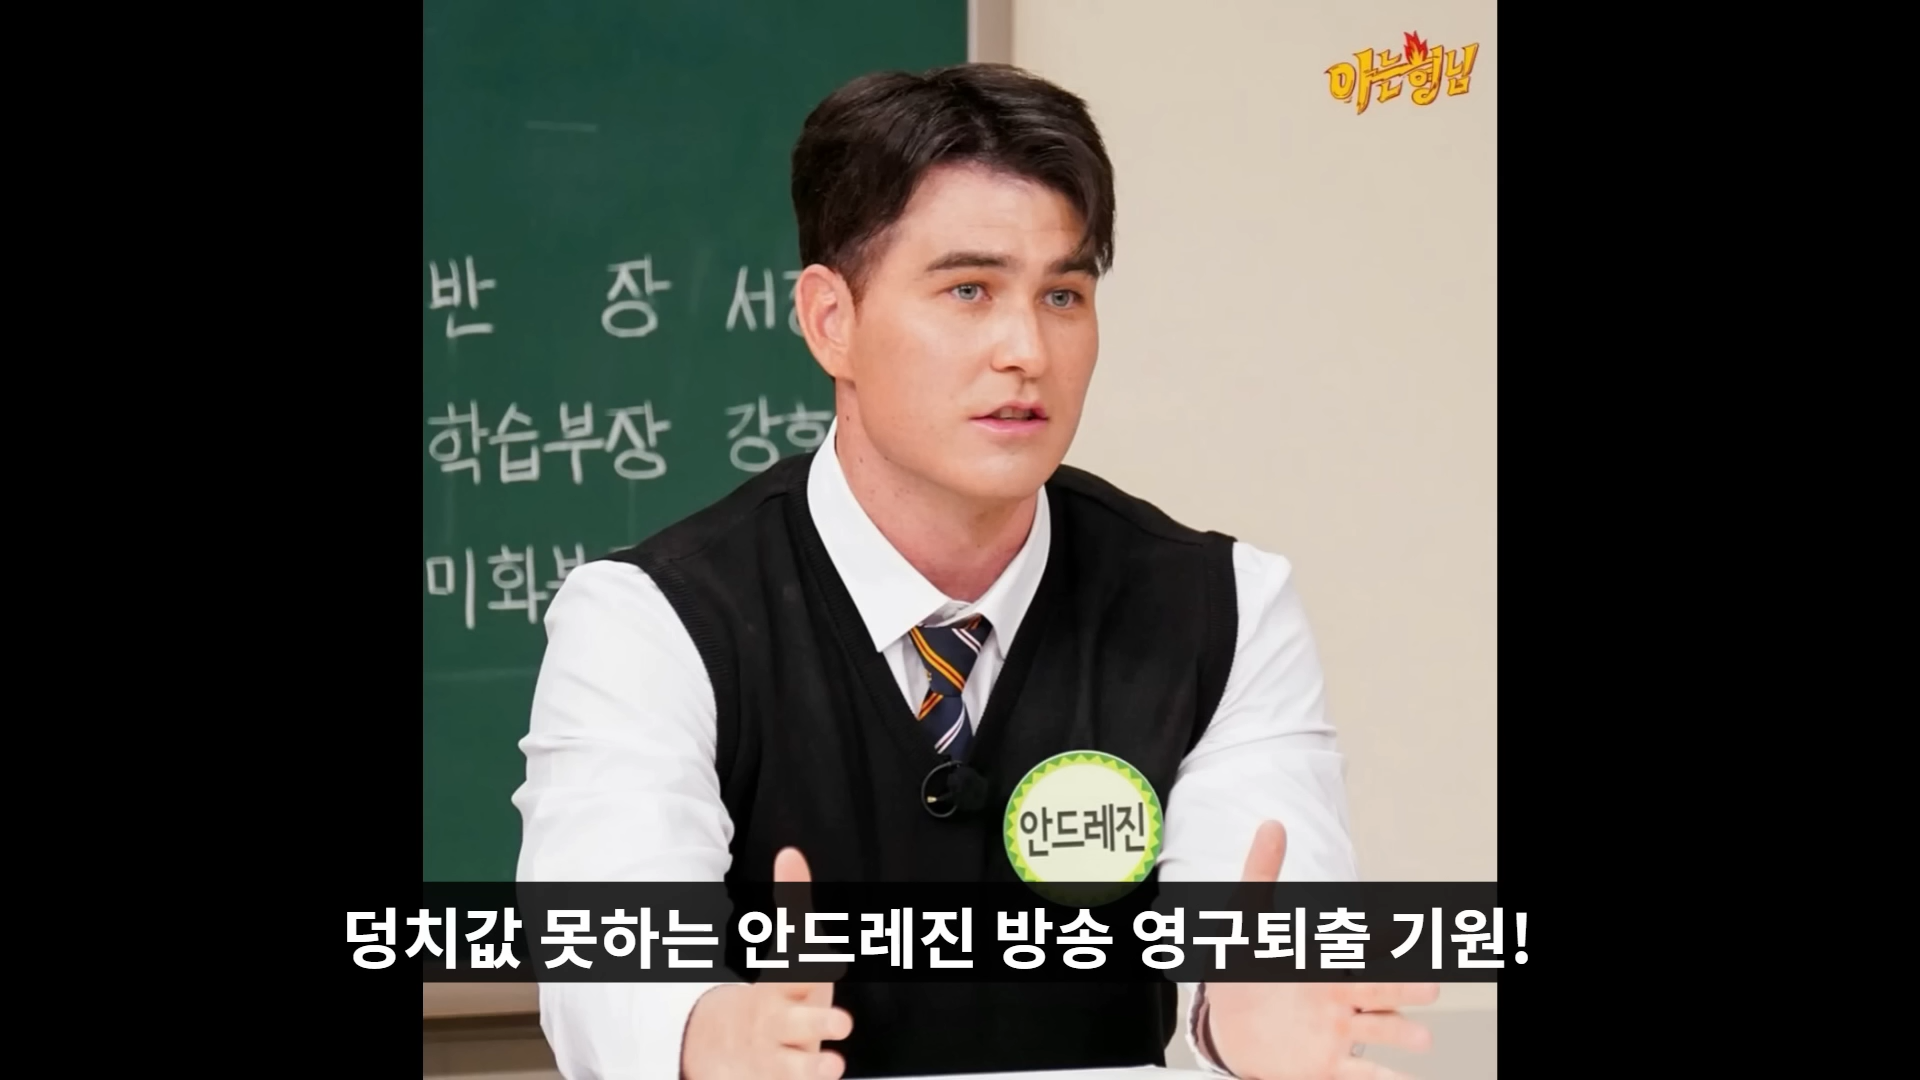 아는형님
반 장 서
학습부장 강
미화부
안드레진
덩치값 못하는 안드레진 방송 영구퇴출 기원!